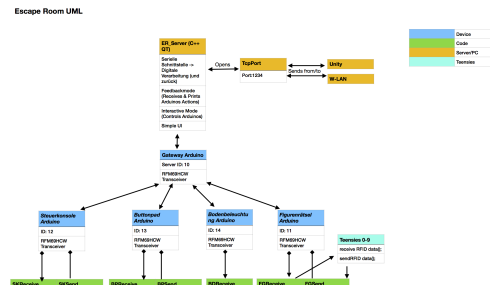 Escape Room UML
Device
Code
Server/PC
Teensies
ER_Server (C++
QT)
Serielle
Schnittstelle ->
Digitale
Verarbeitung (und
zurück)
Feedbackmode
(Receives & Prints
Arduinos Actions)
Interactive Mode
(Controls Arduinos)
Simple UI
Opens
TcpPort
Port:1234
Sends from/to
Unity
W-LAN
Gateway Arduino
Server ID: 10
RFM69HCW
Transceiver
Steuerkonsole
Arduino
ID: 12
RFM69HCW
Transceiver
Buttonpad
Arduino
ID: 13
RFM69HCW
Transceiver
Bodenbeleuchtu
ng Arduino
ID: 14
RFM69HCW
Transceiver
Figurenrätsel
Arduino
ID: 11
RFM69HCW
Transceiver
Teensies 0-9
receive RFID data();
sendRFID data();
SKReceive
SKSend
BPReceive
BPSend
BDReceive
FGReceive
FGSend